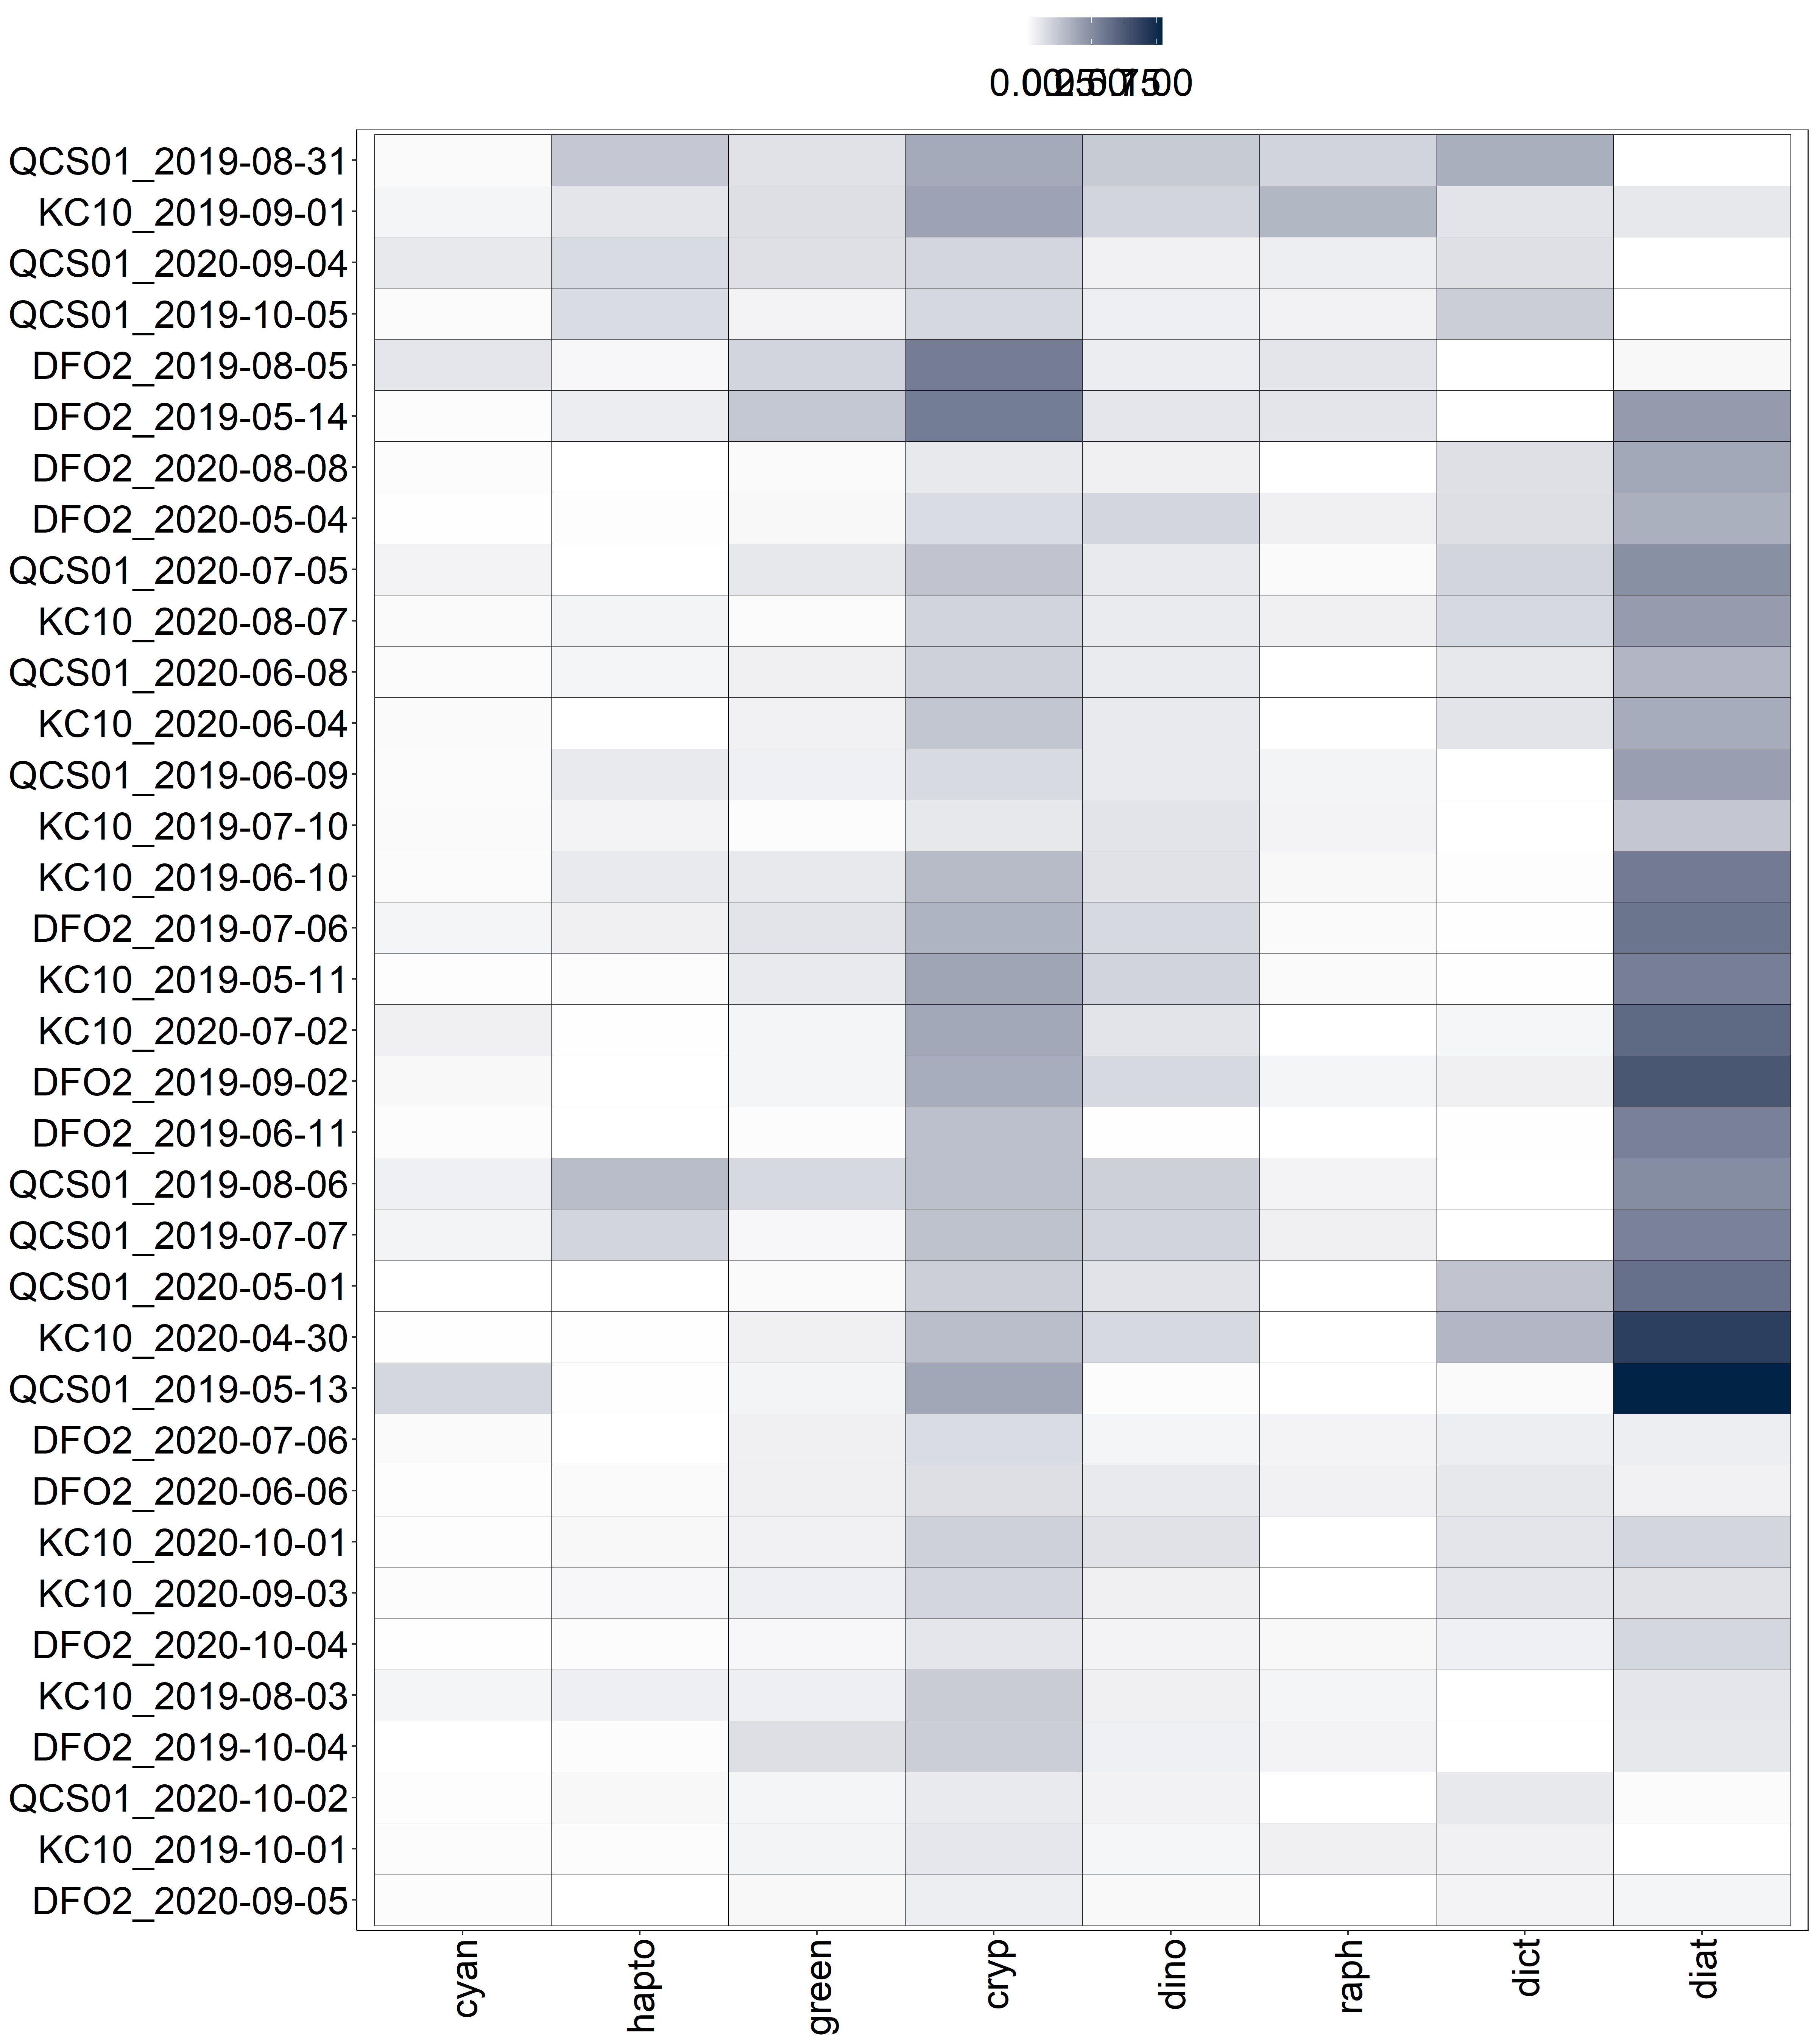 0.00 0.25 0.50 0.75 1.00
QCS01_2019-08-31
KC10_2019-09-01
QCS01_2020-09-04
QCS01_2019-10-05
DFO2_2019-08-05
DFO2_2019-05-14
DFO2_2020-08-08
DFO2_2020-05-04
QCS01_2020-07-05
KC10_2020-08-07
QCS01_2020-06-08
KC10_2020-06-04
QCS01_2019-06-09
KC10_2019-07-10
KC10_2019-06-10
DFO2_2019-07-06
KC10_2019-05-11
KC10_2020-07-02
DFO2_2019-09-02
DFO2_2019-06-11
QCS01_2019-08-06
QCS01_2019-07-07
QCS01_2020-05-01
KC10_2020-04-30
QCS01_2019-05-13
DFO2_2020-07-06
DFO2_2020-06-06
KC10_2020-10-01
KC10_2020-09-03
DFO2_2020-10-04
KC10_2019-08-03
DFO2_2019-10-04
QCS01_2020-10-02
KC10_2019-10-01
DFO2_2020-09-05
cyan
hapto
green
cryp
dino
raph
dict
diat